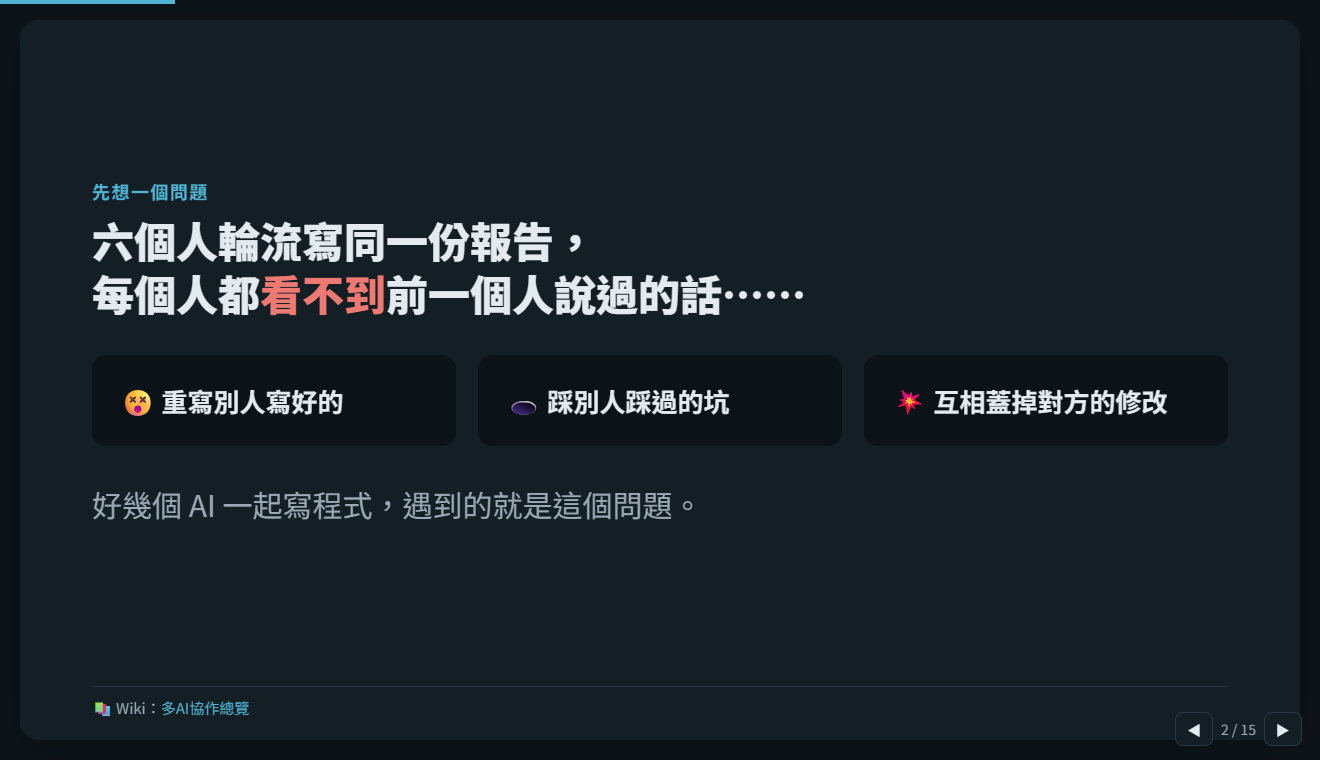 先想一個問題
六個人輪流寫同一份報告，
每個人都看不到前一個人說過的話……
😵 重寫別人寫好的
🕳️ 踩別人踩過的坑
💥 互相蓋掉對方的修改
好幾個 AI 一起寫程式，遇到的就是這個問題。
📚 Wiki：多AI協作總覽
◀ 2 / 15 ▶